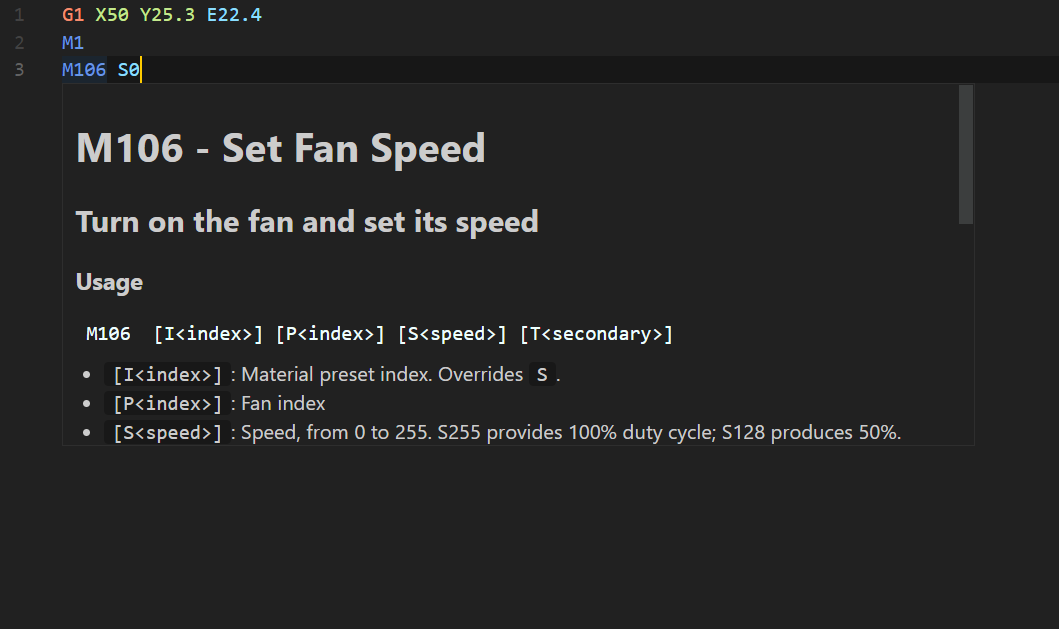 1 G1 X50 Y25.3 E22.4
2 M1
3 M106 S0
M106 - Set Fan Speed
Turn on the fan and set its speed
Usage
M106  [I<index>] [P<index>] [S<speed>] [T<secondary>]
• [I<index>] : Material preset index. Overrides S .
• [P<index>] : Fan index
• [S<speed>] : Speed, from 0 to 255. S255 provides 100% duty cycle; S128 produces 50%.